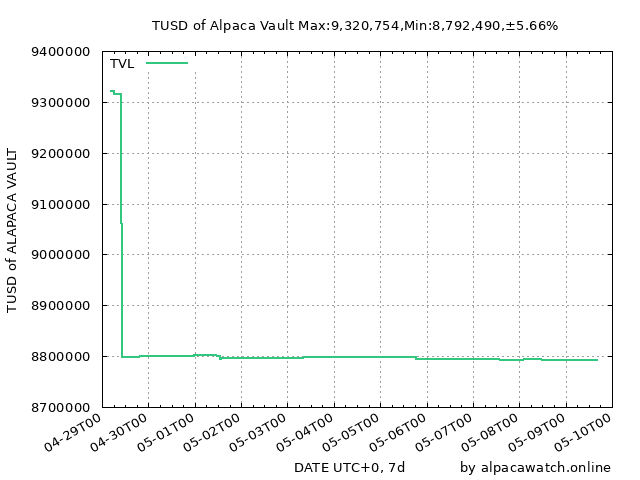 TUSD of Alpaca Vault Max:9,320,754,Min:8,792,490,±5.66%
TVL
9400000
9300000
9200000
9100000
9000000
8900000
8800000
8700000
TUSD of ALAPACA VAULT
04-29T00
04-30T00
05-01T00
05-02T00
05-03T00
05-04T00
05-05T00
05-06T00
05-07T00
05-08T00
05-09T00
05-10T00
DATE UTC+0, 7d
by alpacawatch.online